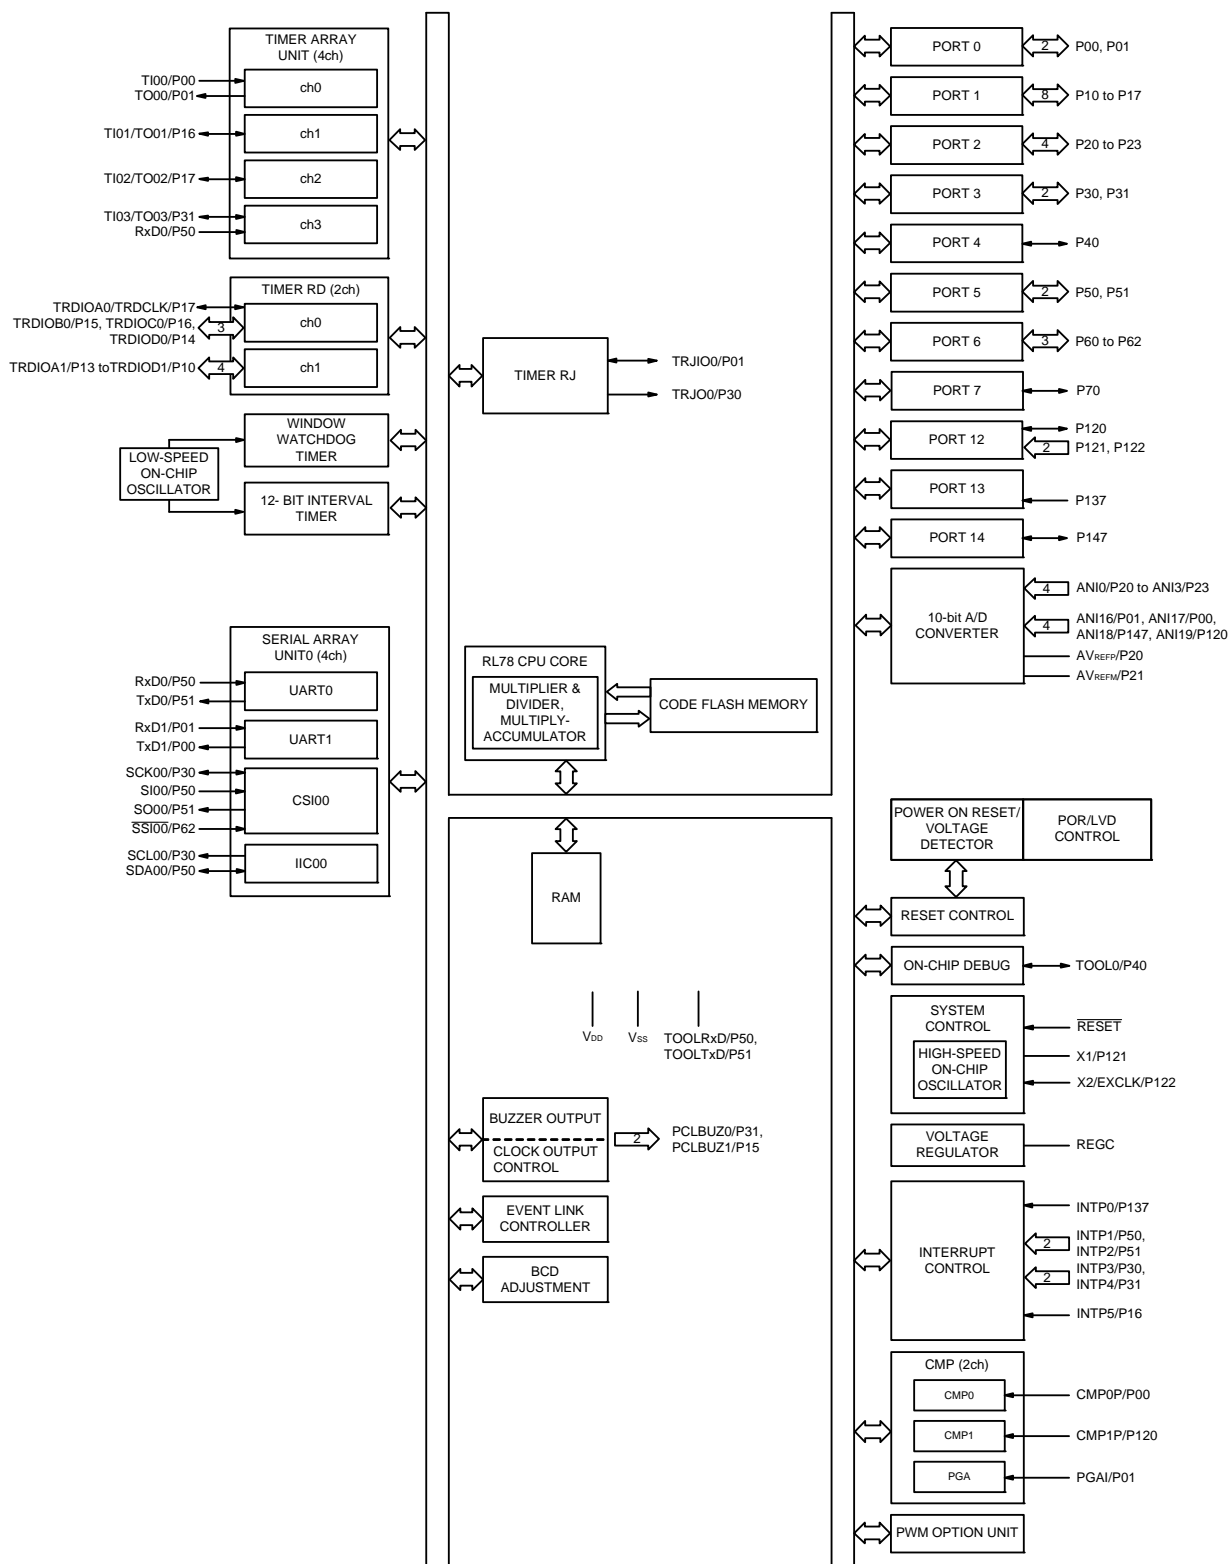 TIMER ARRAY
UNIT (4ch)
TI00/P00
TO00/P01
ch0
TI01/TO01/P16
ch1
TI02/TO02/P17
ch2
TI03/TO03/P31
RxD0/P50
ch3
TIMER RD (2ch)
TRDIOA0/TRDCLK/P17
TRDIOB0/P15, TRDIOC0/P16,
TRDIOD0/P14
3
ch0
TRDIOA1/P13 toTRDIOD1/P10
4
ch1
WINDOW
WATCHDOG
TIMER
LOW-SPEED
ON-CHIP
OSCILLATOR
12- BIT INTERVAL
TIMER
SERIAL ARRAY
UNIT0 (4ch)
RxD0/P50
TxD0/P51
UART0
RxD1/P01
TxD1/P00
UART1
SCK00/P30
SI00/P50
SO00/P51
SSI00/P62
CSI00
SCL00/P30
SDA00/P50
IIC00
TIMER RJ
TRJIO0/P01
TRJO0/P30
RL78 CPU CORE
MULTIPLIER &
DIVIDER,
MULTIPLY-
ACCUMULATOR
CODE FLASH MEMORY
RAM
VDD
VSS
TOOLRxD/P50,
TOOLTxD/P51
BUZZER OUTPUT
CLOCK OUTPUT
CONTROL
2
PCLBUZ0/P31,
PCLBUZ1/P15
EVENT LINK
CONTROLLER
BCD
ADJUSTMENT
PORT 0
2
P00, P01
PORT 1
8
P10 to P17
PORT 2
4
P20 to P23
PORT 3
2
P30, P31
PORT 4
P40
PORT 5
2
P50, P51
PORT 6
3
P60 to P62
PORT 7
P70
PORT 12
P120
2
P121, P122
PORT 13
P137
PORT 14
P147
10-bit A/D
CONVERTER
4
ANI0/P20 to ANI3/P23
4
ANI16/P01, ANI17/P00,
ANI18/P147, ANI19/P120
AVREFP/P20
AVREFM/P21
POWER ON RESET/
VOLTAGE
DETECTOR
POR/LVD
CONTROL
RESET CONTROL
ON-CHIP DEBUG
TOOL0/P40
SYSTEM
CONTROL
HIGH-SPEED
ON-CHIP
OSCILLATOR
RESET
X1/P121
X2/EXCLK/P122
VOLTAGE
REGULATOR
REGC
INTERRUPT
CONTROL
INTP0/P137
2
INTP1/P50,
INTP2/P51
2
INTP3/P30,
INTP4/P31
INTP5/P16
CMP (2ch)
CMP0
CMP0P/P00
CMP1
CMP1P/P120
PGA
PGAI/P01
PWM OPTION UNIT